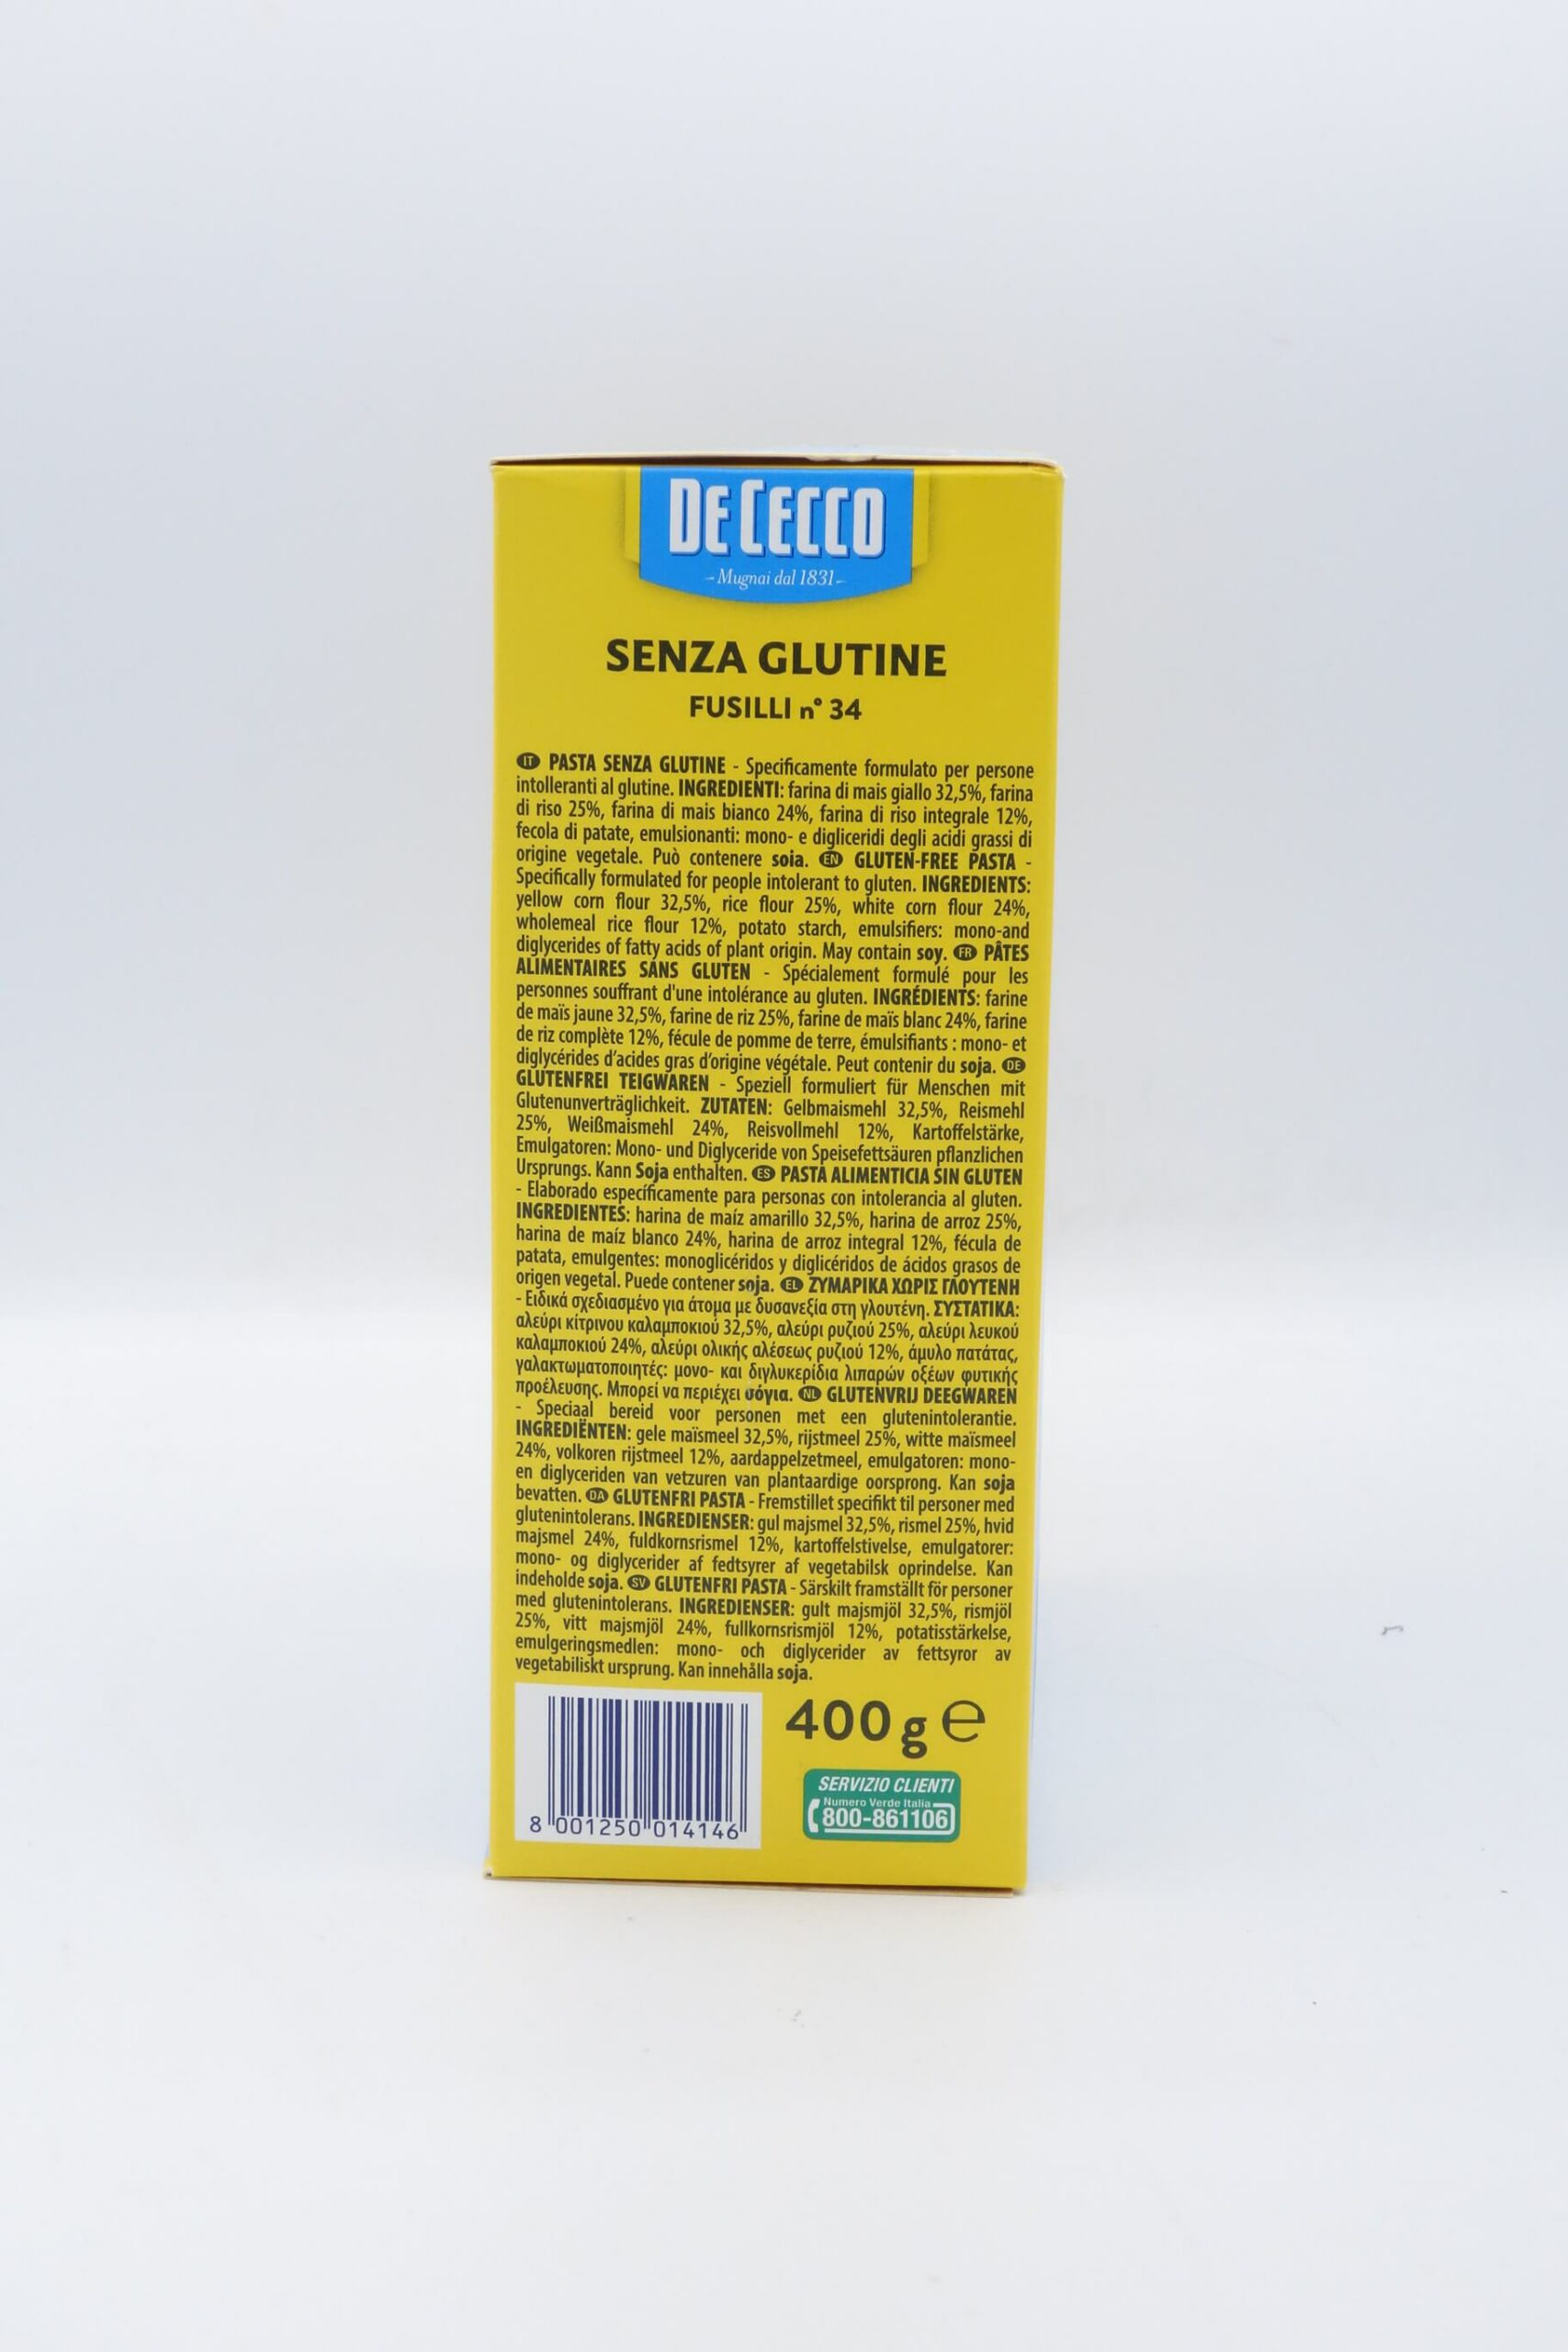 DE CECCO
- Mugnai dal 1831 -
SENZA GLUTINE
FUSILLI n° 34
IT PASTA SENZA GLUTINE - Specificamente formulato per persone
intolleranti al glutine. INGREDIENTI: farina di mais giallo 32,5%, farina
di riso 25%, farina di mais bianco 24%, farina di riso integrale 12%,
fecola di patate, emulsionanti: mono- e digliceridi degli acidi grassi di
origine vegetale. Può contenere soia. EN GLUTEN-FREE PASTA -
Specifically formulated for people intolerant to gluten. INGREDIENTS:
yellow corn flour 32,5%, rice flour 25%, white corn flour 24%,
wholemeal rice flour 12%, potato starch, emulsifiers: mono-and
diglycerides of fatty acids of plant origin. May contain soy. FR PÂTES
ALIMENTAIRES SANS GLUTEN - Spécialement formulé pour les
personnes souffrant d'une intolérance au gluten. INGRÉDIENTS: farine
de maïs jaune 32,5%, farine de riz 25%, farine de maïs blanc 24%, farine
de riz complète 12%, fécule de pomme de terre, émulsifiants : mono- et
diglycérides d'acides gras d'origine végétale. Peut contenir du soja. DE
GLUTENFREI TEIGWAREN - Speziell formuliert für Menschen mit
Glutenunverträglichkeit. ZUTATEN: Gelbmaismehl 32,5%, Reismehl
25%, Weißmaismehl 24%, Reisvollmehl 12%, Kartoffelstärke,
Emulgatoren: Mono- und Diglyceride von Speisefettsäuren pflanzlichen
Ursprungs. Kann Soja enthalten. ES PASTA ALIMENTICIA SIN GLUTEN
- Elaborado específicamente para personas con intolerancia al gluten.
INGREDIENTES: harina de maíz amarillo 32,5%, harina de arroz 25%,
harina de maíz blanco 24%, harina de arroz integral 12%, fécula de
patata, emulgentes: monoglicéridos y diglicéridos de ácidos grasos de
origen vegetal. Puede contener soja. EL ΖΥΜΑΡΙΚΑ ΧΩΡΙΣ ΓΛΟΥΤΕΝΗ
- Ειδικά σχεδιασμένο για άτομα με δυσανεξία στη γλουτένη. ΣΥΣΤΑΤΙΚΑ:
αλεύρι κίτρινου καλαμποκιού 32,5%, αλεύρι ρυζιού 25%, αλεύρι λευκού
καλαμποκιού 24%, αλεύρι ολικής αλέσεως ρυζιού 12%, άμυλο πατάτας,
γαλακτωματοποιητές: μονο- και διγλυκερίδια λιπαρών οξέων φυτικής
προέλευσης. Μπορεί να περιέχει σόγια. NL GLUTENVRIJ DEEGWAREN
- Speciaal bereid voor personen met een glutenintolerantie.
INGREDIËNTEN: gele maïsmeel 32,5%, rijstmeel 25%, witte maïsmeel
24%, volkoren rijstmeel 12%, aardappelzetmeel, emulgatoren: mono-
en diglyceriden van vetzuren van plantaardige oorsprong. Kan soja
bevatten. DA GLUTENFRI PASTA - Fremstillet specifikt til personer med
glutenintolerans. INGREDIENSER: gul majsmel 32,5%, rismel 25%, hvid
majsmel 24%, fuldkornsrismel 12%, kartoffelstivelse, emulgatorer:
mono- og diglycerider af fedtsyrer af vegetabilsk oprindelse. Kan
indeholde soja. SV GLUTENFRI PASTA - Särskilt framställt för personer
med glutenintolerans. INGREDIENSER: gult majsmjöl 32,5%, rismjöl
25%, vitt majsmjöl 24%, fullkornsrismjöl 12%, potatisstärkelse,
emulgeringsmedlen: mono- och diglycerider av fettsyror av
vegetabiliskt ursprung. Kan innehålla soja.
400 g e
SERVIZIO CLIENTI
Numero Verde Italia
800-861106
8 001250 014146